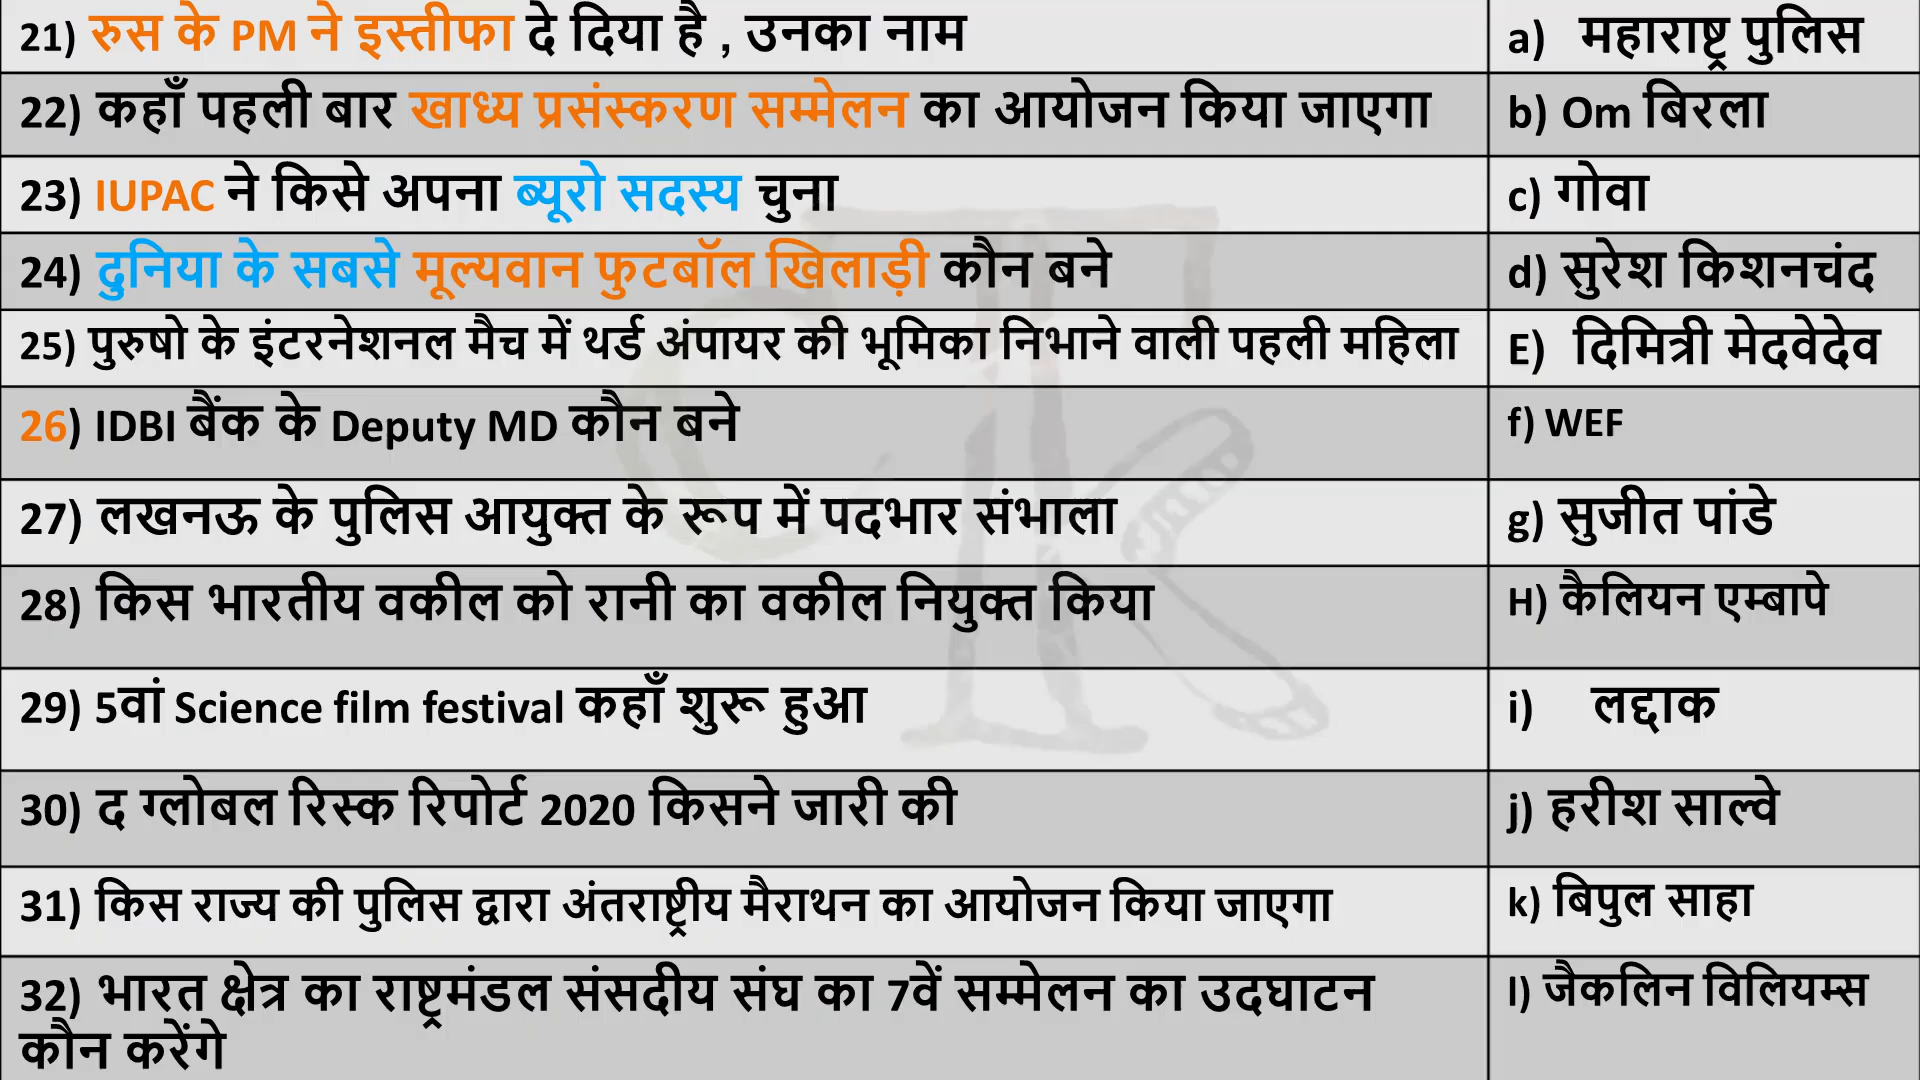 21) रुस के PM ने इस्तीफा दे दिया है , उनका नाम
a) महाराष्ट्र पुलिस
22) कहाँ पहली बार खाध्य प्रसंस्करण सम्मेलन का आयोजन किया जाएगा
b) Om बिरला
23) IUPAC ने किसे अपना ब्यूरो सदस्य चुना
c) गोवा
24) दुनिया के सबसे मूल्यवान फुटबॉल खिलाड़ी कौन बने
d) सुरेश किशनचंद
25) पुरुषो के इंटरनेशनल मैच में थर्ड अंपायर की भूमिका निभाने वाली पहली महिला
E) दिमित्री मेदवेदेव
26) IDBI बैंक के Deputy MD कौन बने
f) WEF
27) लखनऊ के पुलिस आयुक्त के रूप में पदभार संभाला
g) सुजीत पांडे
28) किस भारतीय वकील को रानी का वकील नियुक्त किया
H) कैलियन एम्बापे
29) 5वां Science film festival कहाँ शुरू हुआ
i) लद्दाक
30) द ग्लोबल रिस्क रिपोर्ट 2020 किसने जारी की
j) हरीश साल्वे
31) किस राज्य की पुलिस द्वारा अंतराष्ट्रीय मैराथन का आयोजन किया जाएगा
k) बिपुल साहा
32) भारत क्षेत्र का राष्ट्रमंडल संसदीय संघ का 7वें सम्मेलन का उदघाटन
कौन करेंगे
l) जैकलिन विलियम्स